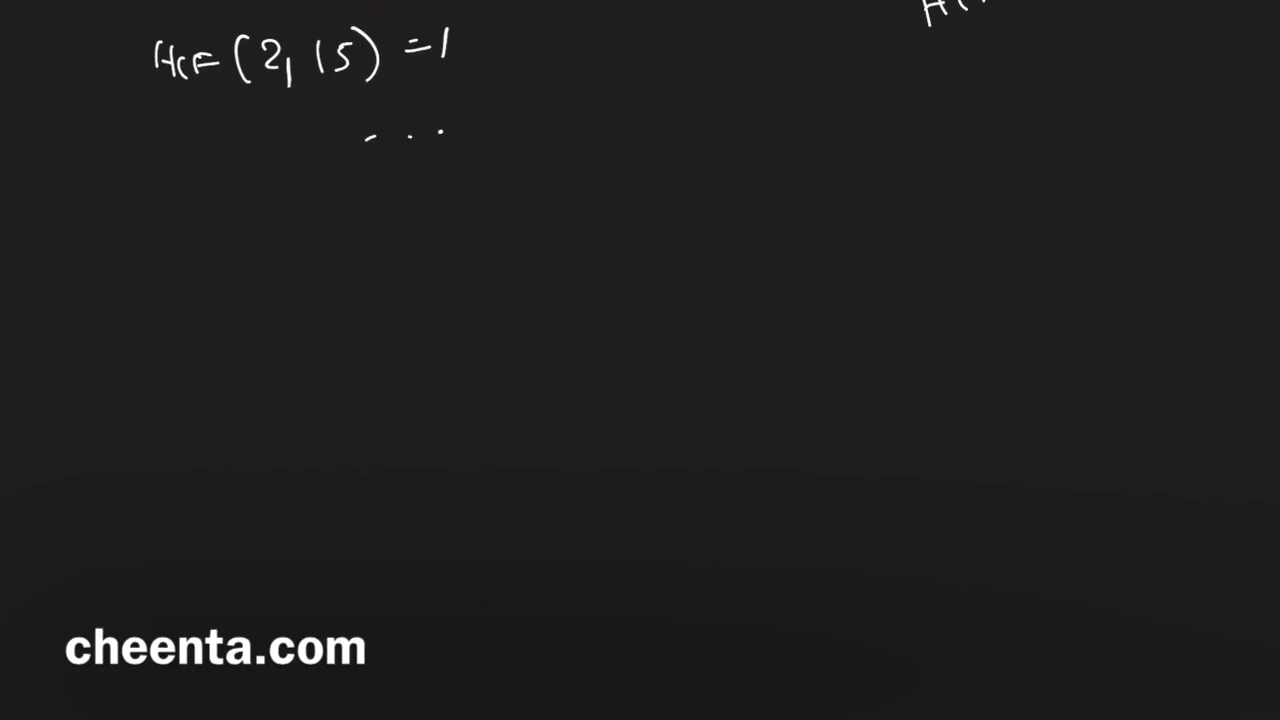 HCF (2, 15) = 1
. . .
cheenta.com